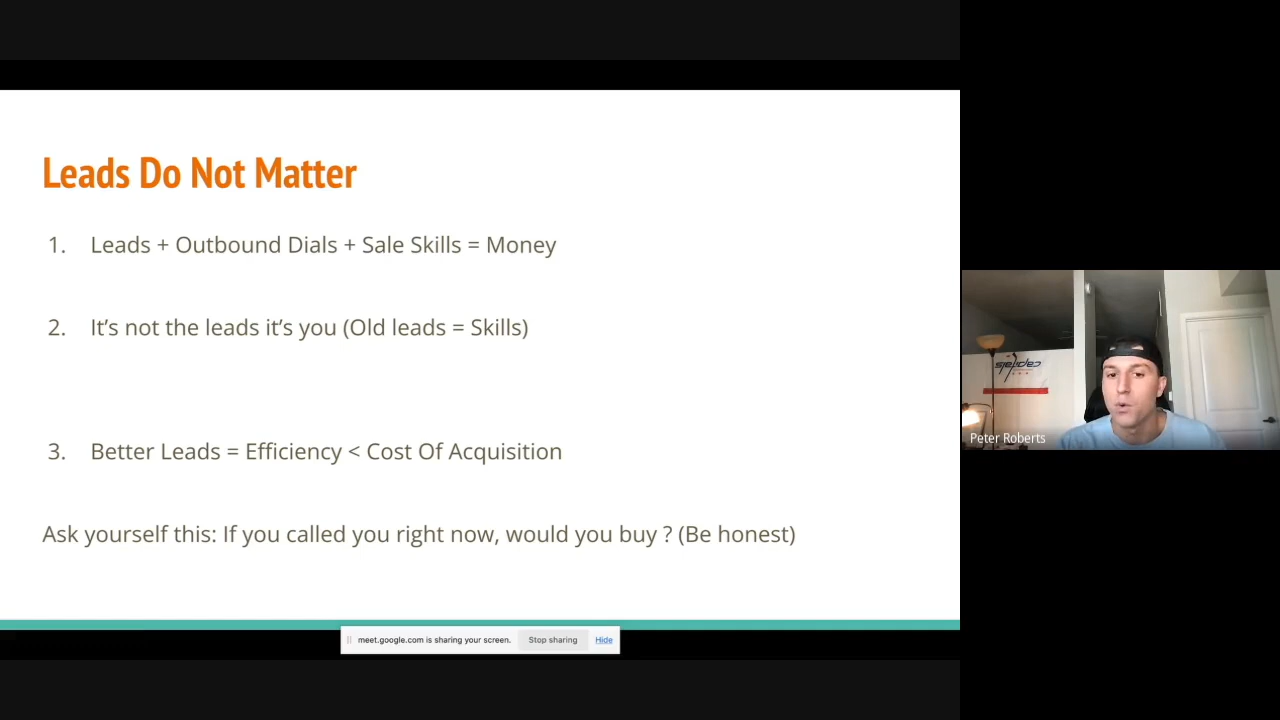 Leads Do Not Matter
1. Leads + Outbound Dials + Sale Skills = Money
2. It’s not the leads it’s you (Old leads = Skills)
3. Better Leads = Efficiency < Cost Of Acquisition
Ask yourself this: If you called you right now, would you buy ? (Be honest)
meet.google.com is sharing your screen. Stop sharing Hide
capitals
Peter Roberts